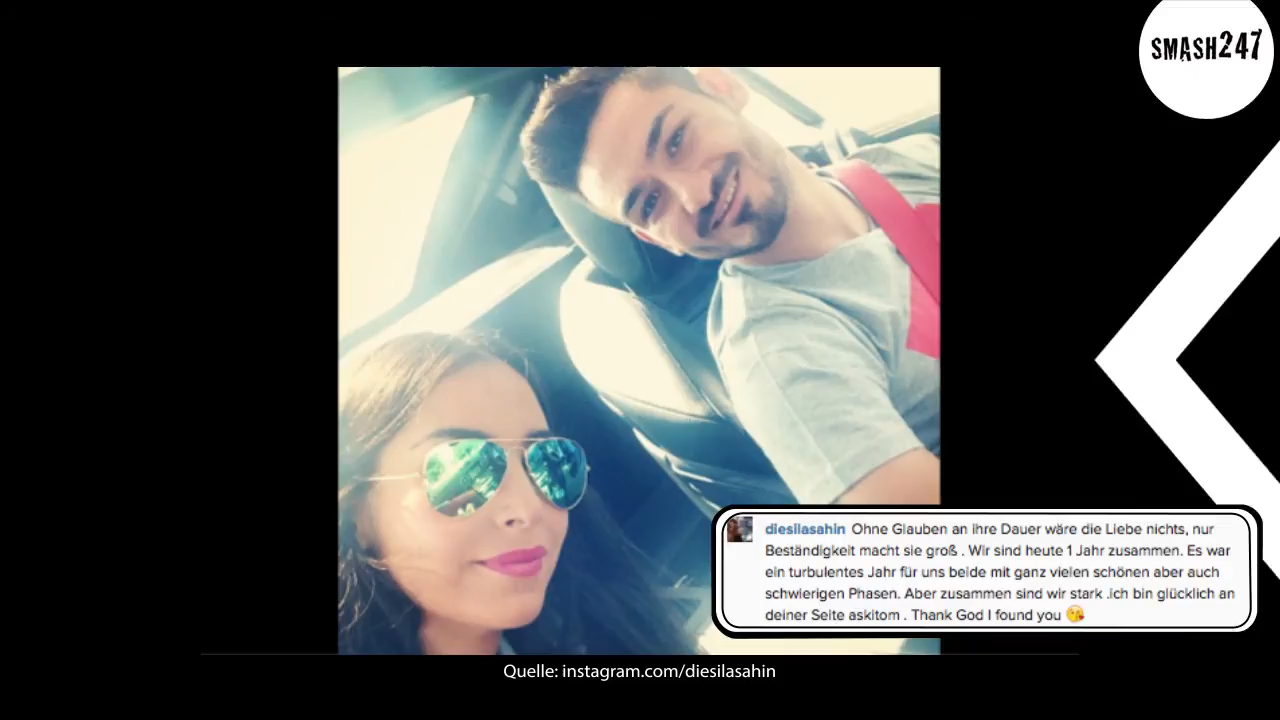 SMASH247
diesilasahin Ohne Glauben an ihre Dauer wäre die Liebe nichts, nur
Beständigkeit macht sie groß . Wir sind heute 1 Jahr zusammen. Es war
ein turbulentes Jahr für uns beide mit ganz vielen schönen aber auch
schwierigen Phasen. Aber zusammen sind wir stark .ich bin glücklich an
deiner Seite askitom . Thank God I found you 😘
Quelle: instagram.com/diesilasahin